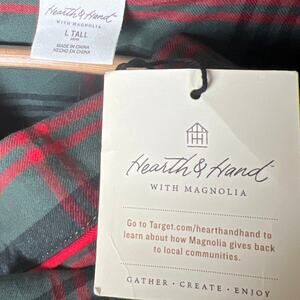 Hearth & Hand
WITH MAGNOLIA
L TALL
MADE IN CHINA
HECHO EN CHINA
Hearth & Hand
WITH MAGNOLIA
Go to Target.com/hearthandhand to
learn about how Magnolia gives back
to local communities.
GATHER · CREATE · ENJOY